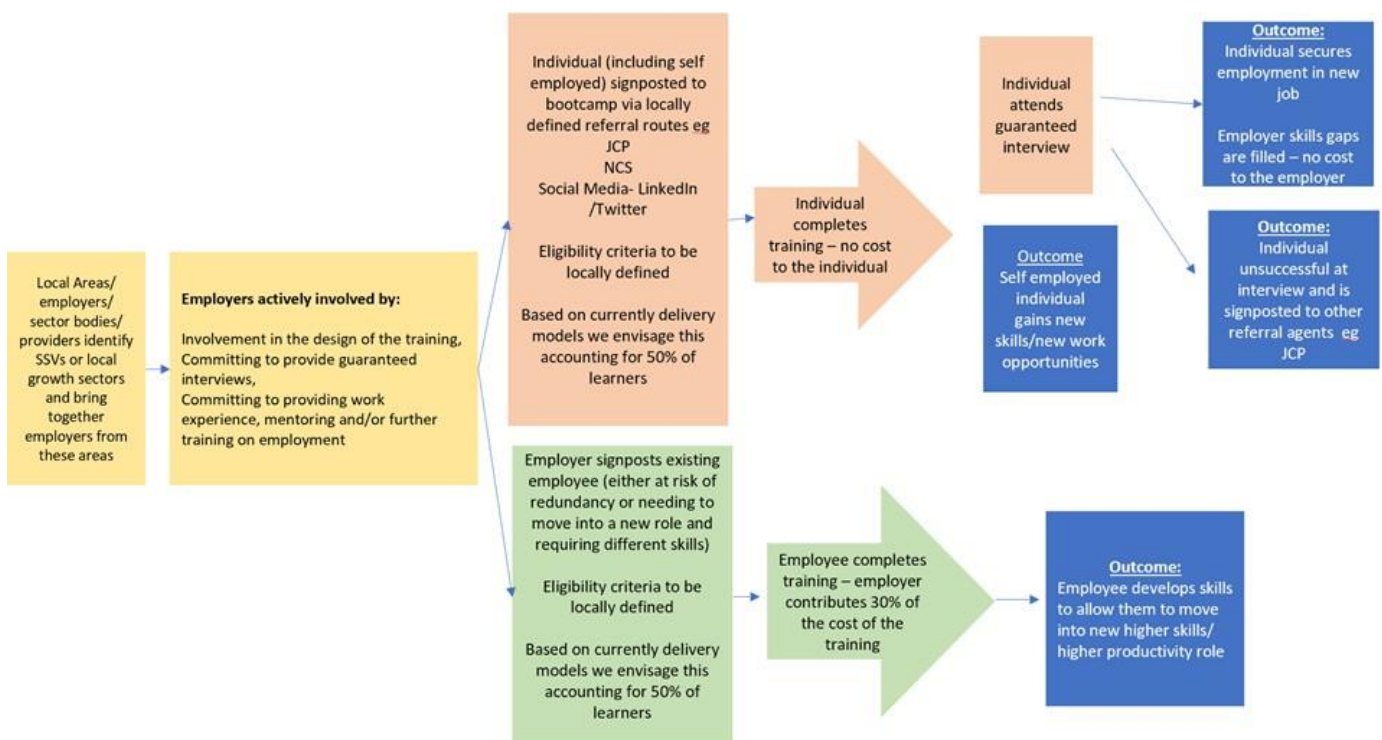 Local Areas/
employers/
sector bodies/
providers identify
SSVs or local
growth sectors
and bring
together
employers from
these areas
Employers actively involved by:
Involvement in the design of the training,
Committing to provide guaranteed
interviews,
Committing to providing work
experience, mentoring and/or further
training on employment
Individual (including self
employed) signposted to
bootcamp via locally
defined referral routes eg
JCP
NCS
Social Media- LinkedIn
/Twitter
Eligibility criteria to be
locally defined
Based on currently delivery
models we envisage this
accounting for 50% of
learners
Individual
completes
training – no cost
to the individual
Individual
attends
guaranteed
interview
Outcome:
Individual secures
employment in new
job
Employer skills gaps
are filled – no cost
to the employer
Outcome
Self employed
individual
gains new
skills/new work
opportunities
Outcome:
Individual
unsuccessful at
interview and is
signposted to other
referral agents eg
JCP
Employer signposts existing
employee (either at risk of
redundancy or needing to
move into a new role and
requiring different skills)
Eligibility criteria to be
locally defined
Based on currently delivery
models we envisage this
accounting for 50% of
learners
Employee completes
training – employer
contributes 30% of
the cost of the
training
Outcome:
Employee develops skills
to allow them to move
into new higher skills/
higher productivity role